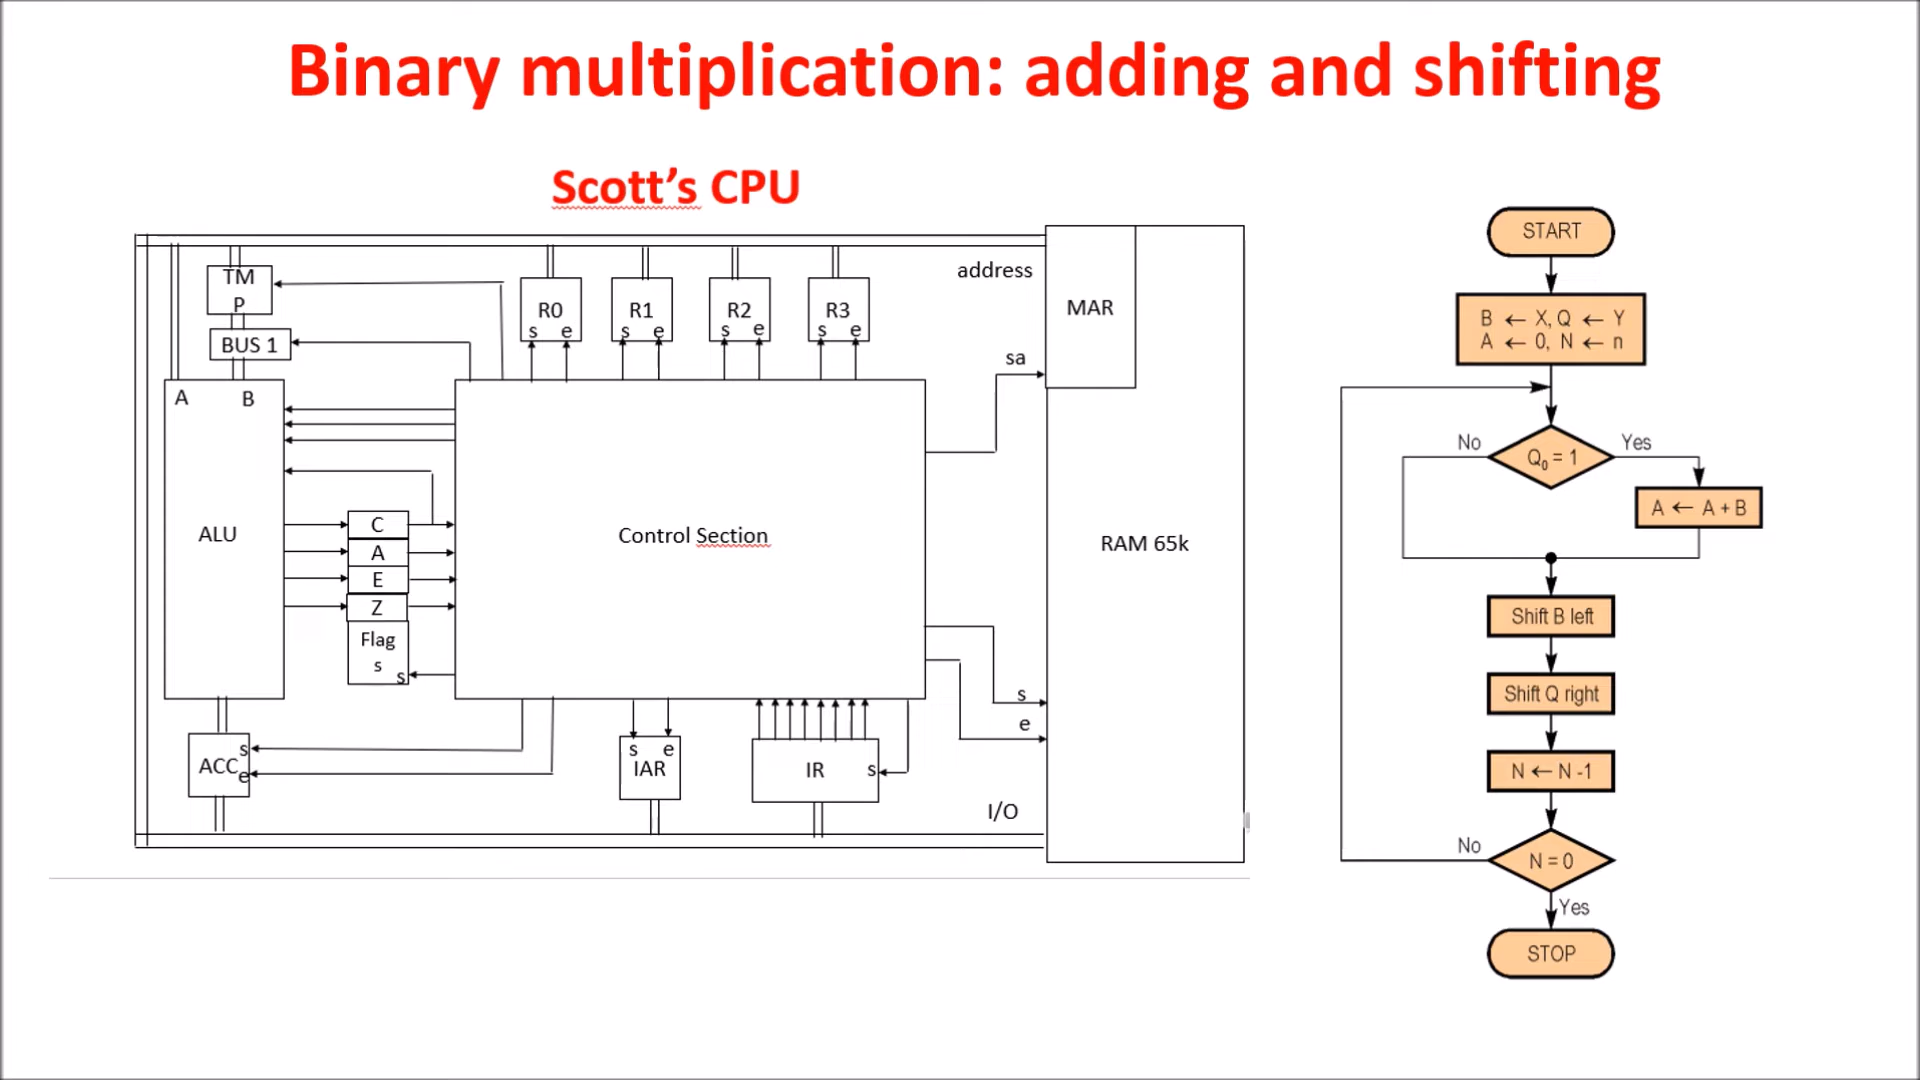 Binary multiplication: adding and shifting
Scott's CPU
TM
P
BUS 1
R0
s e
R1
s e
R2
s e
R3
s e
address
MAR
sa
A B
ALU
C
A
E
Z
Flag
s
s
Control Section
RAM 65k
s
e
ACC
s
e
s e
IAR
IR
s
I/O
START
B ← X, Q ← Y
A ← 0, N ← n
No
Q0 = 1
Yes
A ← A + B
Shift B left
Shift Q right
N ← N -1
No
N = 0
Yes
STOP